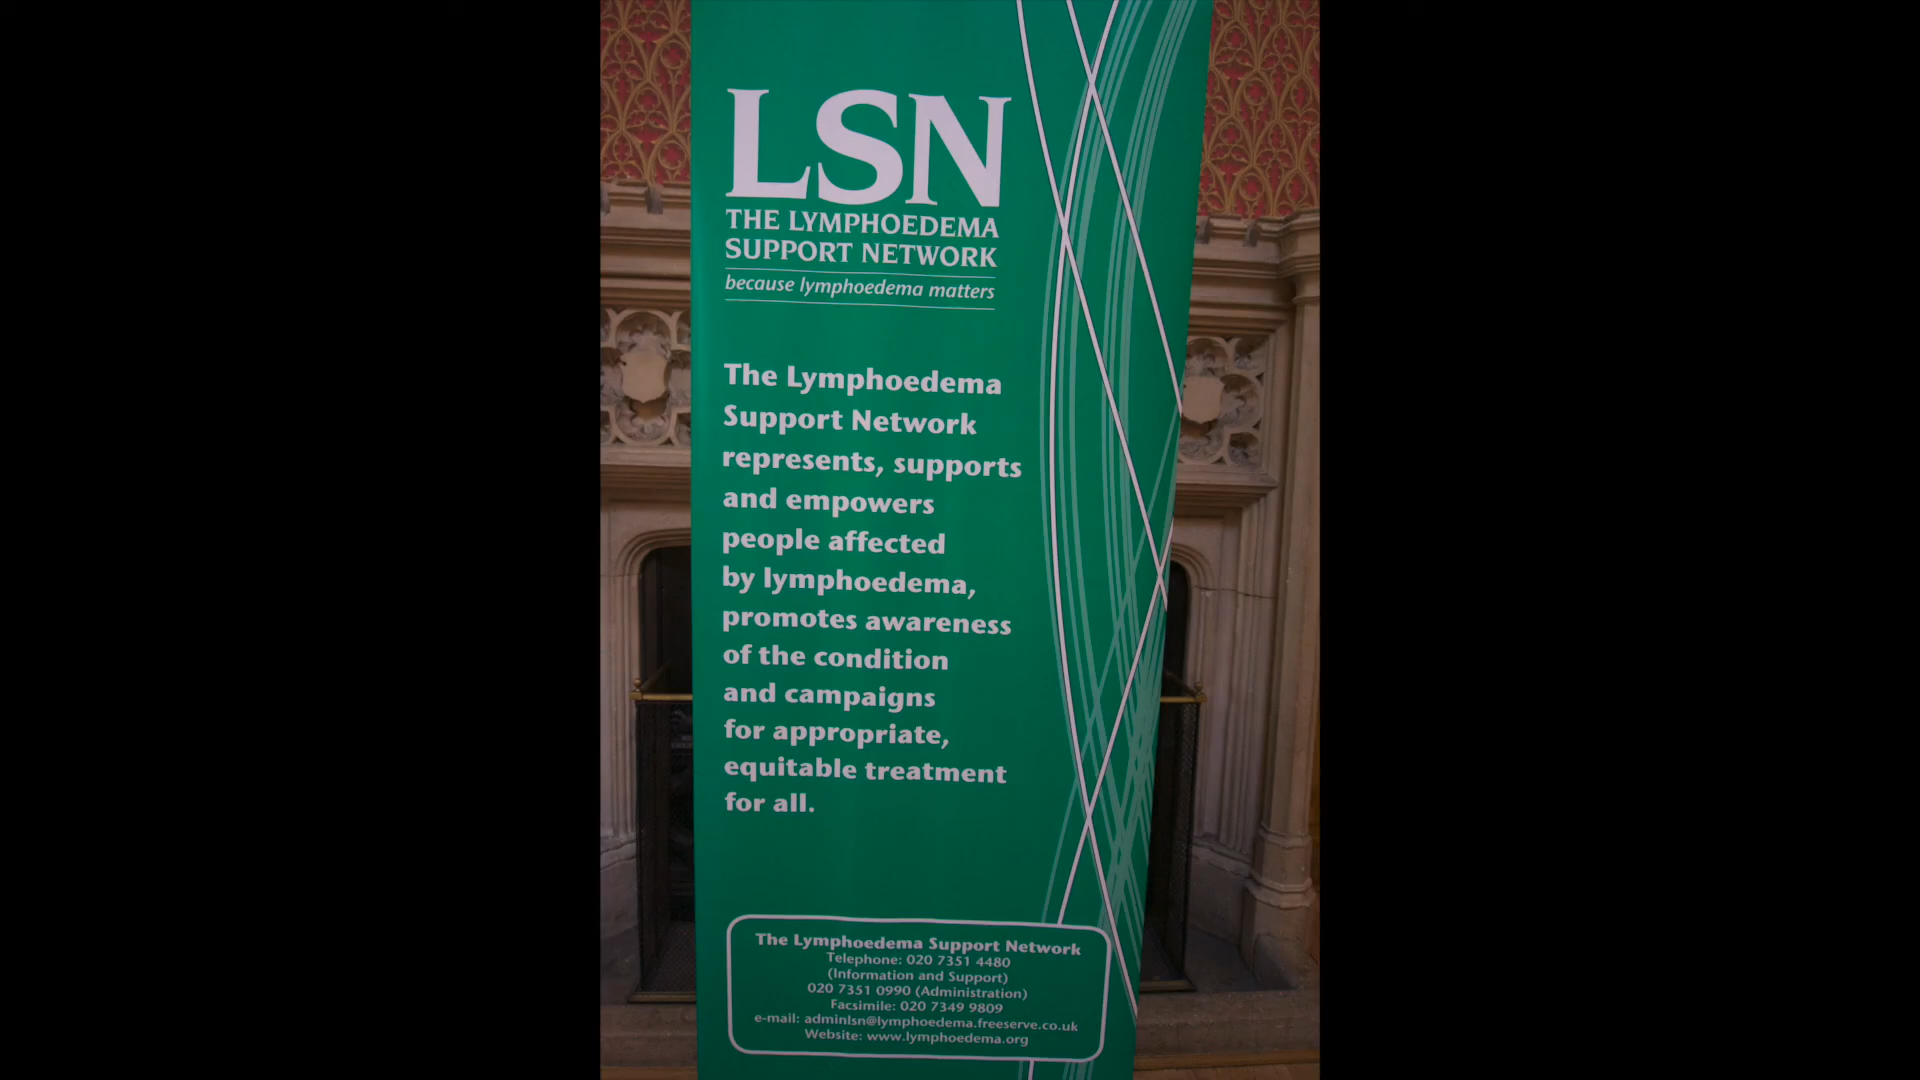 LSN
THE LYMPHOEDEMA
SUPPORT NETWORK
because lymphoedema matters
The Lymphoedema
Support Network
represents, supports
and empowers
people affected
by lymphoedema,
promotes awareness
of the condition
and campaigns
for appropriate,
equitable treatment
for all.
The Lymphoedema Support Network
Telephone: 020 7351 4480
(Information and Support)
020 7351 0990 (Administration)
Facsimile: 020 7349 9809
e-mail: adminlsn@lymphoedema.freeserve.co.uk
Website: www.lymphoedema.org